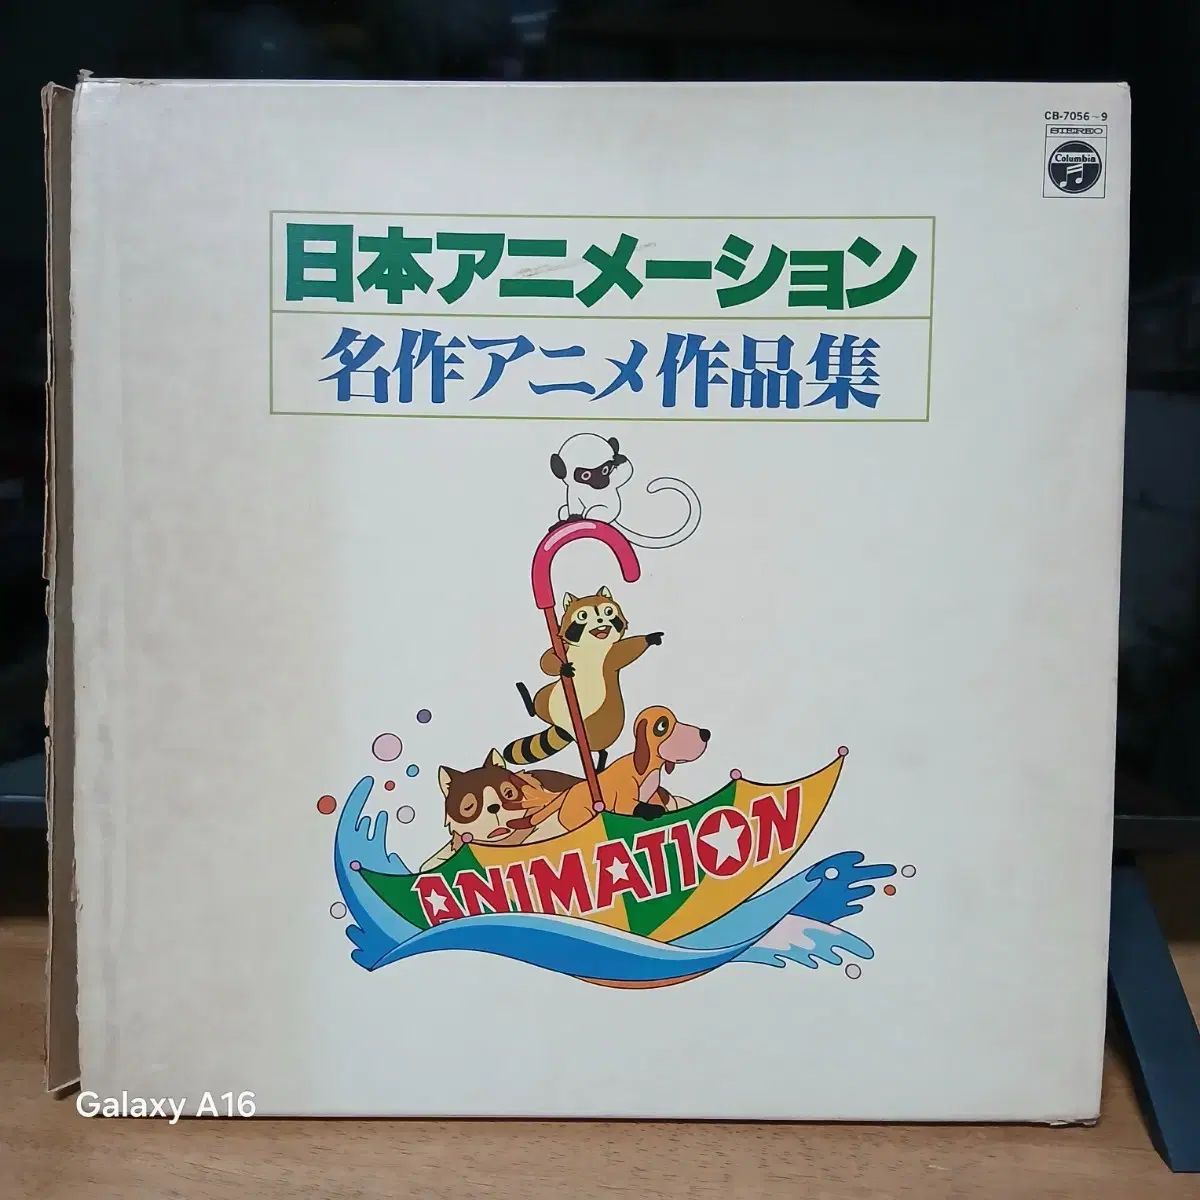 CB-7056~9
STEREO
Columbia
日本アニメーション
名作アニメ作品集
ANIMATION
Galaxy A16